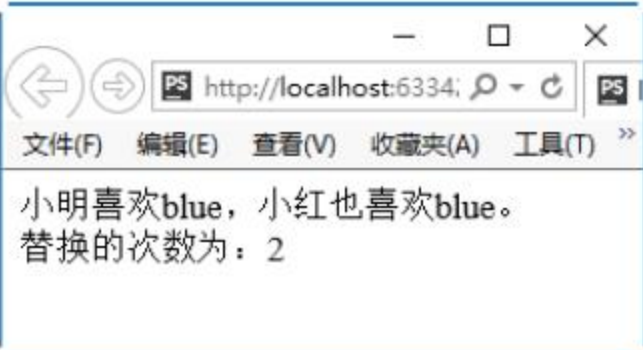 PS http://localhost:6334 PS
文件(F) 编辑(E) 查看(V) 收藏夹(A) 工具(T) »
小明喜欢blue，小红也喜欢blue。
替换的次数为：2